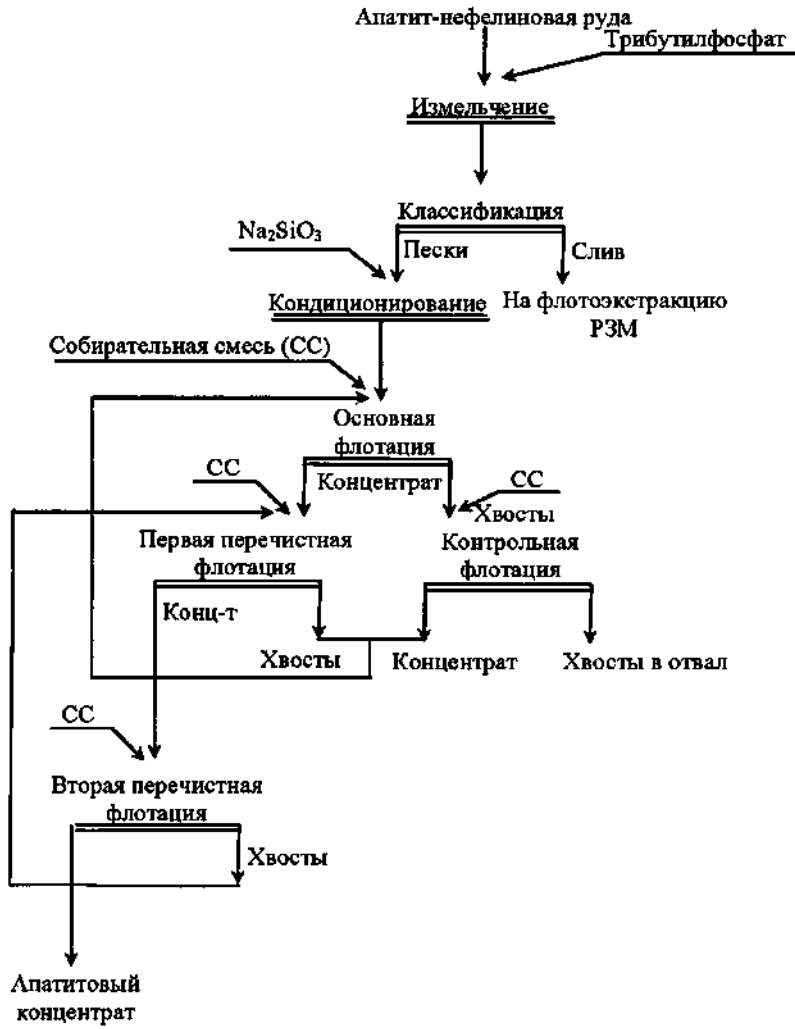 Апатит-нефелиновая руда
Трибутилфосфат
Измельчение
Классификация
Na₂SiO₃
Пески
Слив
Кондиционирование
На флотоэкстракцию
РЗМ
Собирательная смесь (СС)
Основная
флотация
СС
Концентрат
СС
Хвосты
Первая перечистная
флотация
Контрольная
флотация
Конц-т
Хвосты
Концентрат
Хвосты в отвал
СС
Вторая перечистная
флотация
Хвосты
Апатитовый
концентрат